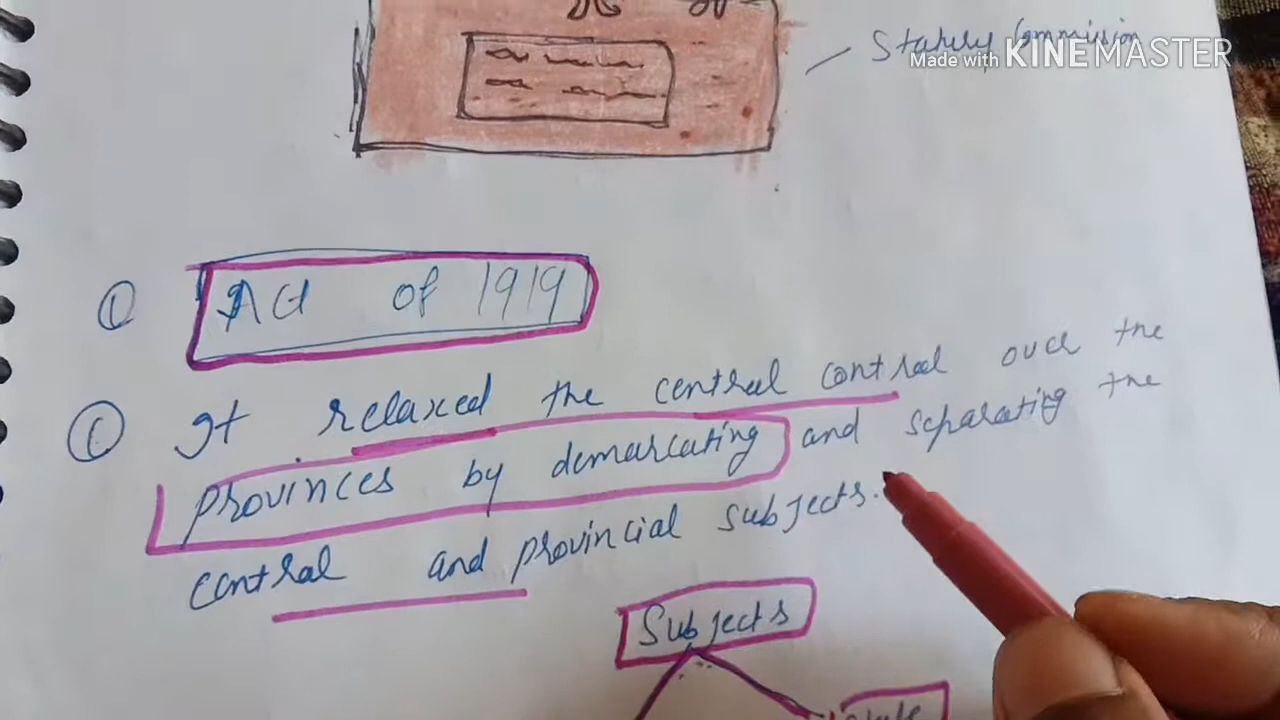 Commission
Made with KINEMASTER
① Act of 1919
① It relaxed the central control over the
provinces by demarcating and separating the
central and provincial subjects.
Subjects
state